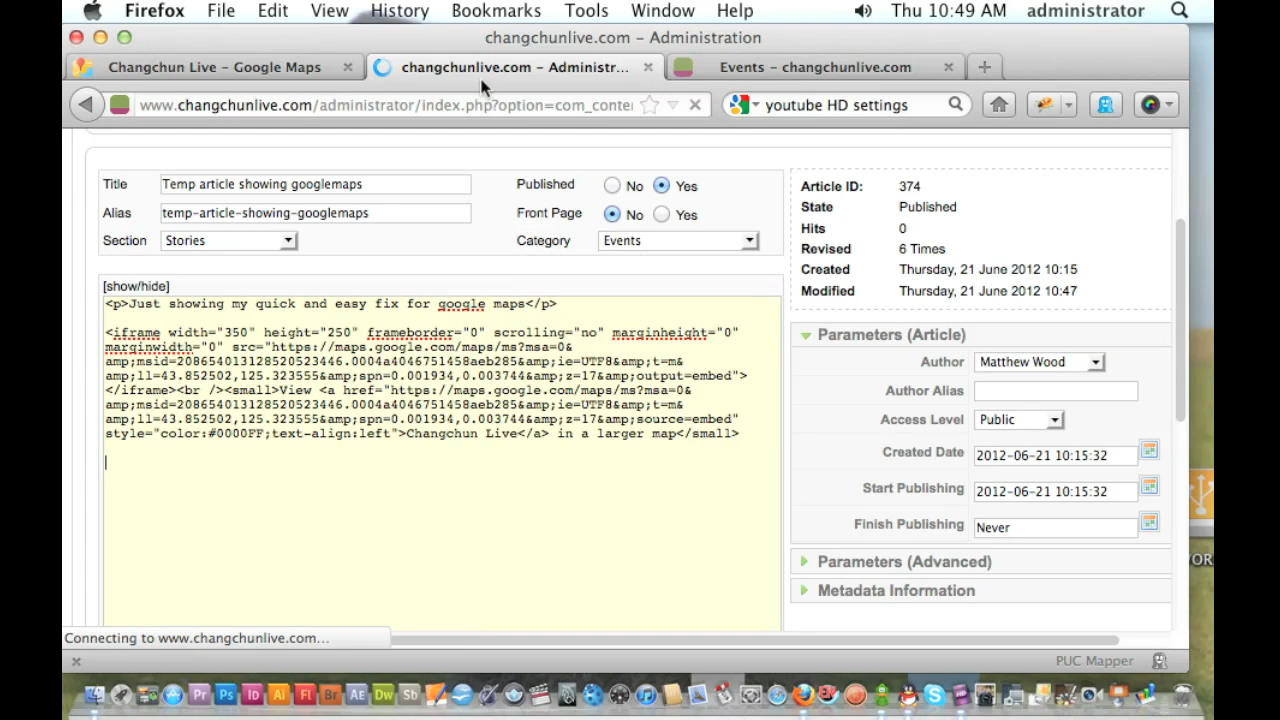 Firefox File Edit View History Bookmarks Tools Window Help Thu 10:49 AM administrator
changchunlive.com – Administration
Changchun Live – Google Maps changchunlive.com – Administr... Events – changchunlive.com
www.changchunlive.com/administrator/index.php?option=com_conte youtube HD settings
Title Temp article showing googlemaps Published No Yes
Alias temp-article-showing-googlemaps Front Page No Yes
Section Stories Category Events
[show/hide]
<p>Just showing my quick and easy fix for google maps</p>
<iframe width="350" height="250" frameborder="0" scrolling="no" marginheight="0"
marginwidth="0" src="https://maps.google.com/maps/ms?msa=0&
amp;msid=208654013128520523446.0004a4046751458aeb285&amp;ie=UTF8&amp;t=m&
amp;ll=43.852502,125.323555&amp;spn=0.001934,0.003744&amp;z=17&amp;output=embed">
</iframe><br /><small>View <a href="https://maps.google.com/maps/ms?msa=0&
amp;msid=208654013128520523446.0004a4046751458aeb285&amp;ie=UTF8&amp;t=m&
amp;ll=43.852502,125.323555&amp;spn=0.001934,0.003744&amp;z=17&amp;source=embed"
style="color:#0000FF;text-align:left">Changchun Live</a> in a larger map</small>
Article ID: 374
State Published
Hits 0
Revised 6 Times
Created Thursday, 21 June 2012 10:15
Modified Thursday, 21 June 2012 10:47
Parameters (Article)
Author Matthew Wood
Author Alias
Access Level Public
Created Date 2012-06-21 10:15:32
Start Publishing 2012-06-21 10:15:32
Finish Publishing Never
Parameters (Advanced)
Metadata Information
Connecting to www.changchunlive.com...
PUC Mapper
Pr Ps Id Ai Fl Br AE Dw Sb